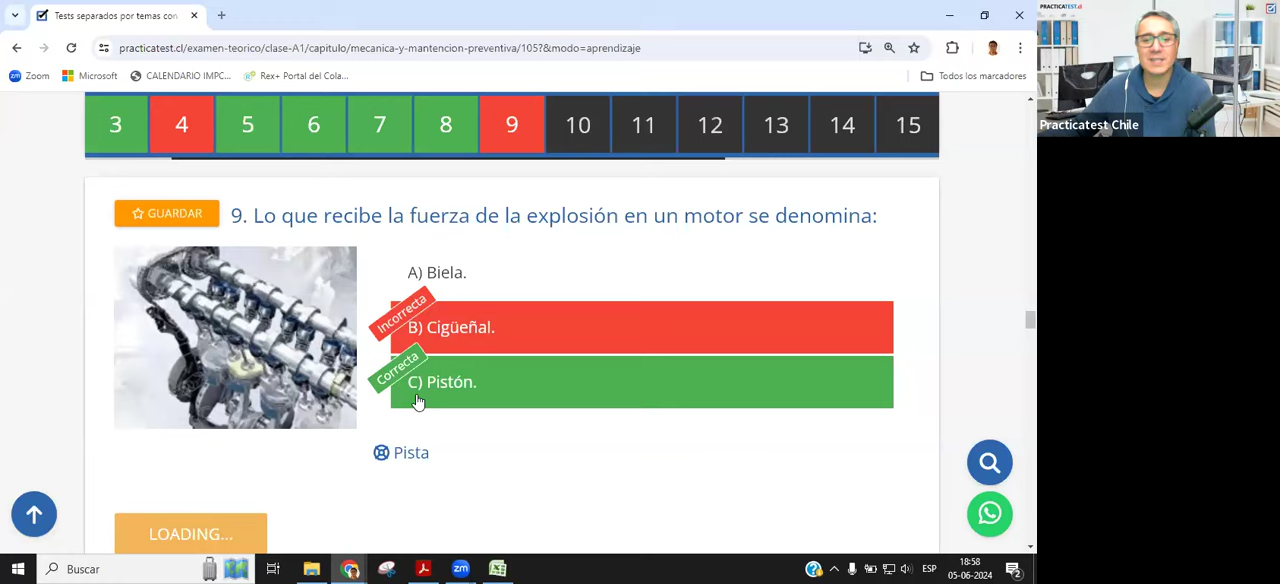 Tests separados por temas con
practicatest.cl/examen-teorico/clase-A1/capitulo/mecanica-y-mantencion-preventiva/105?&modo=aprendizaje
Zoom
Microsoft
CALENDARIO IMPC...
Rex+ Portal del Cola...
Todos los marcadores
PRACTICATEST.cl
Practicatest Chile
3 4 5 6 7 8 9 10 11 12 13 14 15
GUARDAR
9. Lo que recibe la fuerza de la explosión en un motor se denomina:
A) Biela.
Incorrecta
B) Cigüeñal.
Correcta
C) Pistón.
Pista
LOADING...
Buscar
zm
ESP
18:58
05-06-2024
2